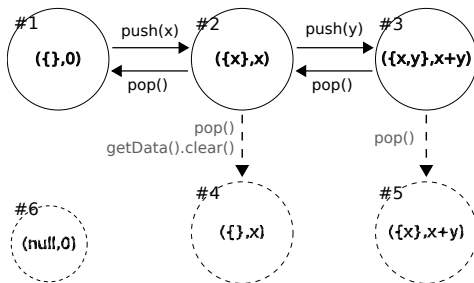 #1 #2 #3
push(x) push(y)
({},0) ({x},x) ({x,y},x+y)
pop() pop()
pop() pop()
getData().clear()
#6 #4 #5
(null,0) ({},x) ({x},x+y)